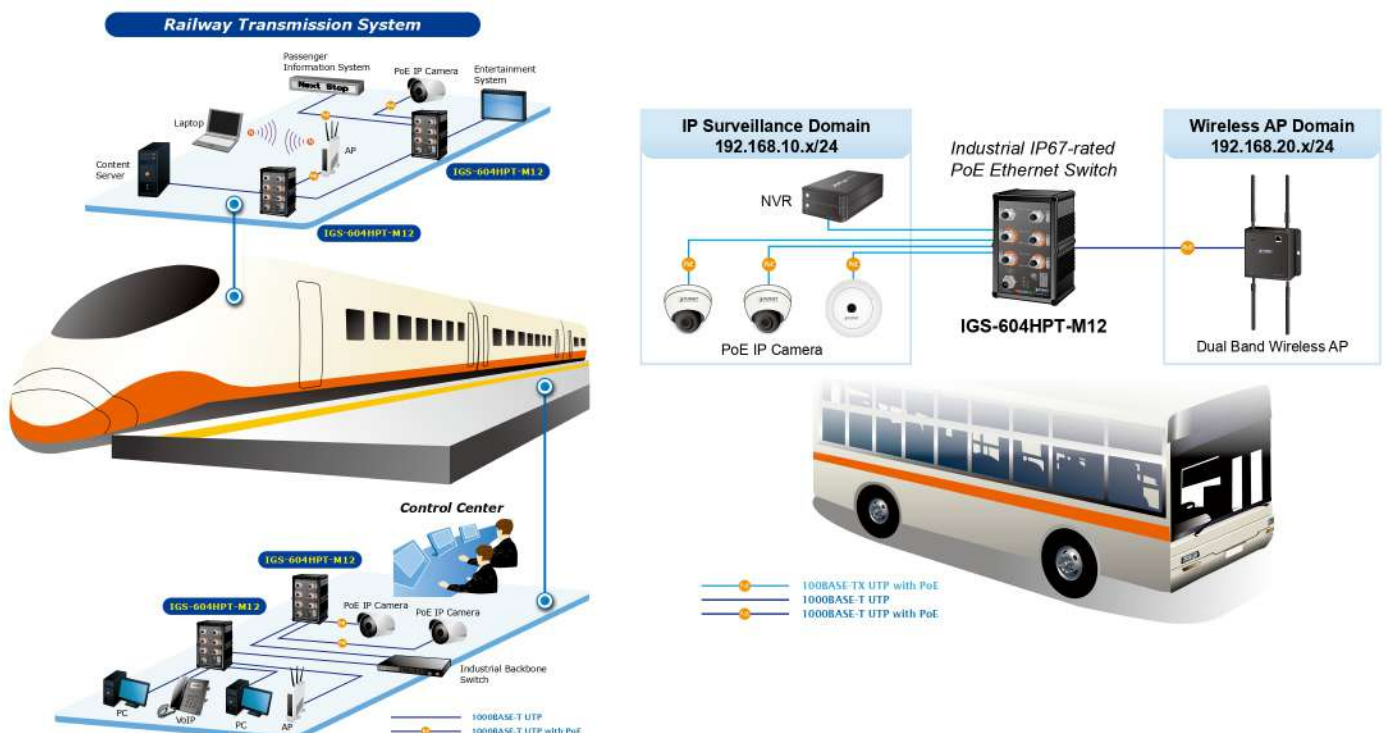 Railway Transmission System
Passenger
Information System
PoE IP Camera
Entertainment
System
Next Stop
Laptop
AP
Content
Server
IGS-604HPT-M12
IGS-604HPT-M12
Control Center
IGS-604HPT-M12
IGS-604HPT-M12
PoE IP Camera
PoE IP Camera
Industrial Backbone
Switch
PC
VoIP
PC
AP
1000BASE-T UTP
1000BASE-T UTP with PoE
IP Surveillance Domain
192.168.10.x/24
NVR
PoE IP Camera
Industrial IP67-rated
PoE Ethernet Switch
IGS-604HPT-M12
Wireless AP Domain
192.168.20.x/24
Dual Band Wireless AP
100BASE-TX UTP with PoE
1000BASE-T UTP
1000BASE-T UTP with PoE